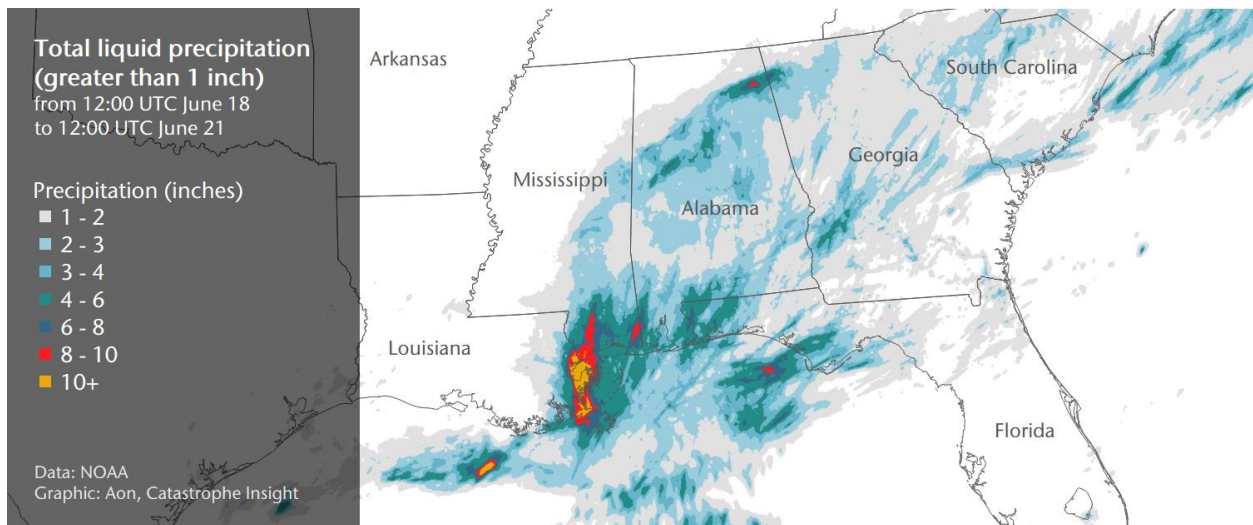 Total liquid precipitation
(greater than 1 inch)
from 12:00 UTC June 18
to 12:00 UTC June 21
Precipitation (inches)
1 - 2
2 - 3
3 - 4
4 - 6
6 - 8
8 - 10
10+
Data: NOAA
Graphic: Aon, Catastrophe Insight
Arkansas
South Carolina
Georgia
Mississippi
Alabama
Louisiana
Florida